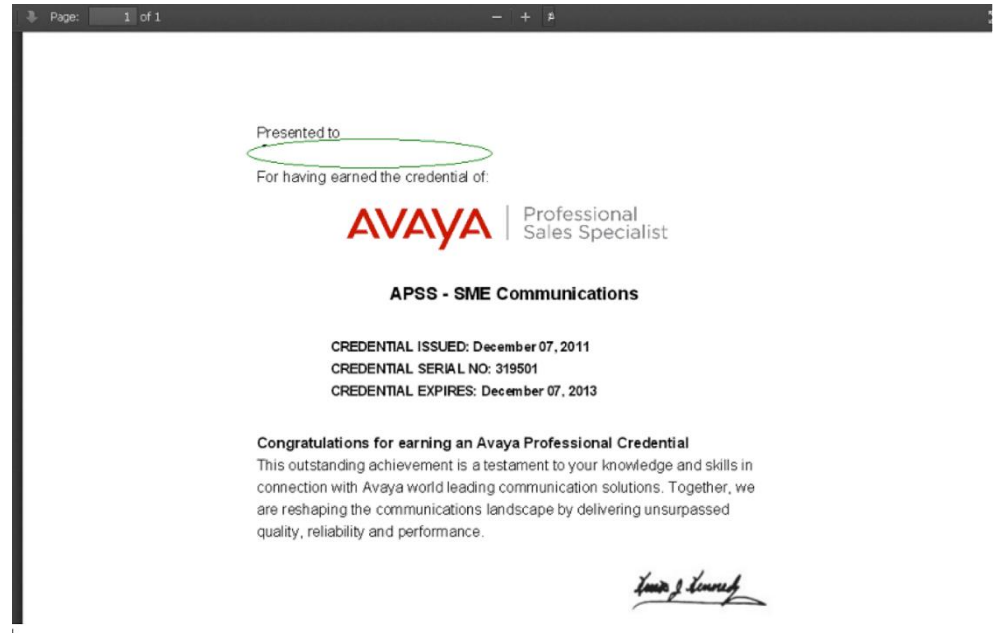 Page: 1 of 1
Presented to
For having earned the credential of:
AVAYA Professional
Sales Specialist
APSS - SME Communications
CREDENTIAL ISSUED: December 07, 2011
CREDENTIAL SERIAL NO: 319501
CREDENTIAL EXPIRES: December 07, 2013
Congratulations for earning an Avaya Professional Credential
This outstanding achievement is a testament to your knowledge and skills in
connection with Avaya world leading communication solutions. Together, we
are reshaping the communications landscape by delivering unsurpassed
quality, reliability and performance.